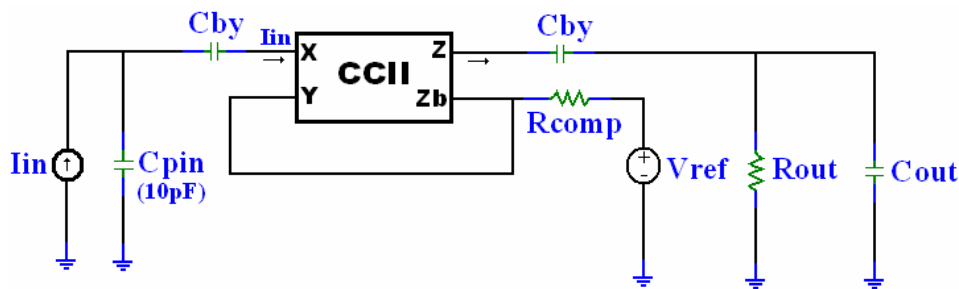 Cby
Iin
X
CCII
Z
Cby
Y
Zb
Rcomp
Iin
Cpin
(10pF)
+
-
Vref
Rout
Cout